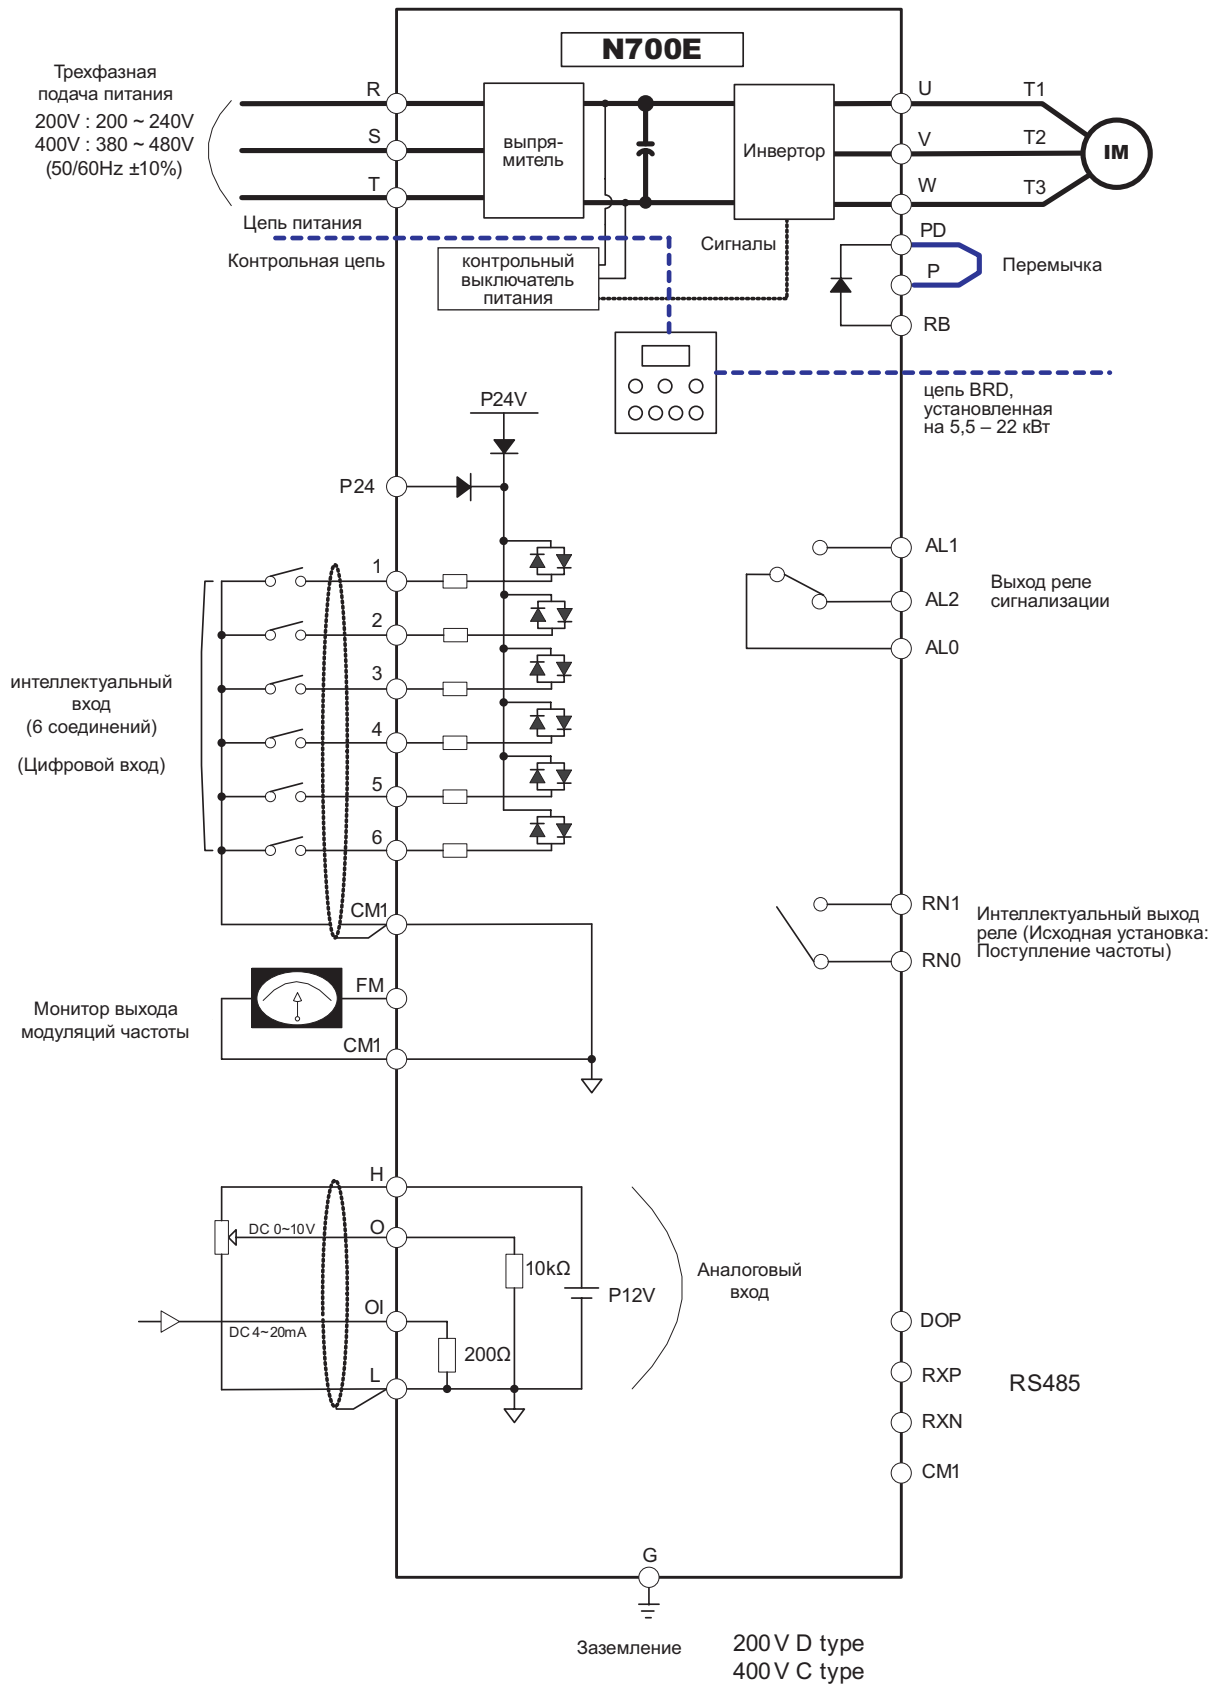 N700E
Трехфазная
подача питания
200V : 200 ~ 240V
400V : 380 ~ 480V
(50/60Hz ±10%)
R
S
T
выпря-
митель
Инвертор
U
V
W
T1
T2
T3
IM
Цепь питания
Контрольная цепь
контрольный
выключатель
питания
Сигналы
PD
P
RB
Перемычка
цепь BRD,
установленная
на 5,5 – 22 кВт
P24V
P24
1
2
3
4
5
6
CM1
интеллектуальный
вход
(6 соединений)
(Цифровой вход)
AL1
AL2
AL0
Выход реле
сигнализации
RN1
RN0
Интеллектуальный выход
реле (Исходная установка:
Поступление частоты)
FM
CM1
Монитор выхода
модуляций частоты
H
O
OI
L
DC 0~10V
DC 4~20mA
10kΩ
200Ω
P12V
Аналоговый
вход
DOP
RXP
RXN
CM1
RS485
G
Заземление
200V D type
400V C type